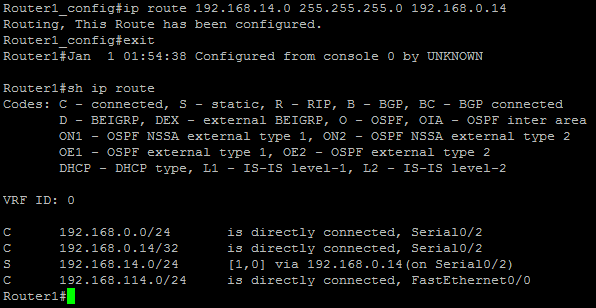 Router1_config#ip route 192.168.14.0 255.255.255.0 192.168.0.14
Routing, This Route has been configured.
Router1_config#exit
Router1#Jan  1 01:54:38 Configured from console 0 by UNKNOWN
Router1#sh ip route
Codes: C - connected, S - static, R - RIP, B - BGP, BC - BGP connected
D - BEIGRP, DEX - external BEIGRP, O - OSPF, OIA - OSPF inter area
ON1 - OSPF NSSA external type 1, ON2 - OSPF NSSA external type 2
OE1 - OSPF external type 1, OE2 - OSPF external type 2
DHCP - DHCP type, L1 - IS-IS level-1, L2 - IS-IS level-2
VRF ID: 0
C 192.168.0.0/24 is directly connected, Serial0/2
C 192.168.0.14/32 is directly connected, Serial0/2
S 192.168.14.0/24 [1,0] via 192.168.0.14(on Serial0/2)
C 192.168.114.0/24 is directly connected, FastEthernet0/0
Router1#